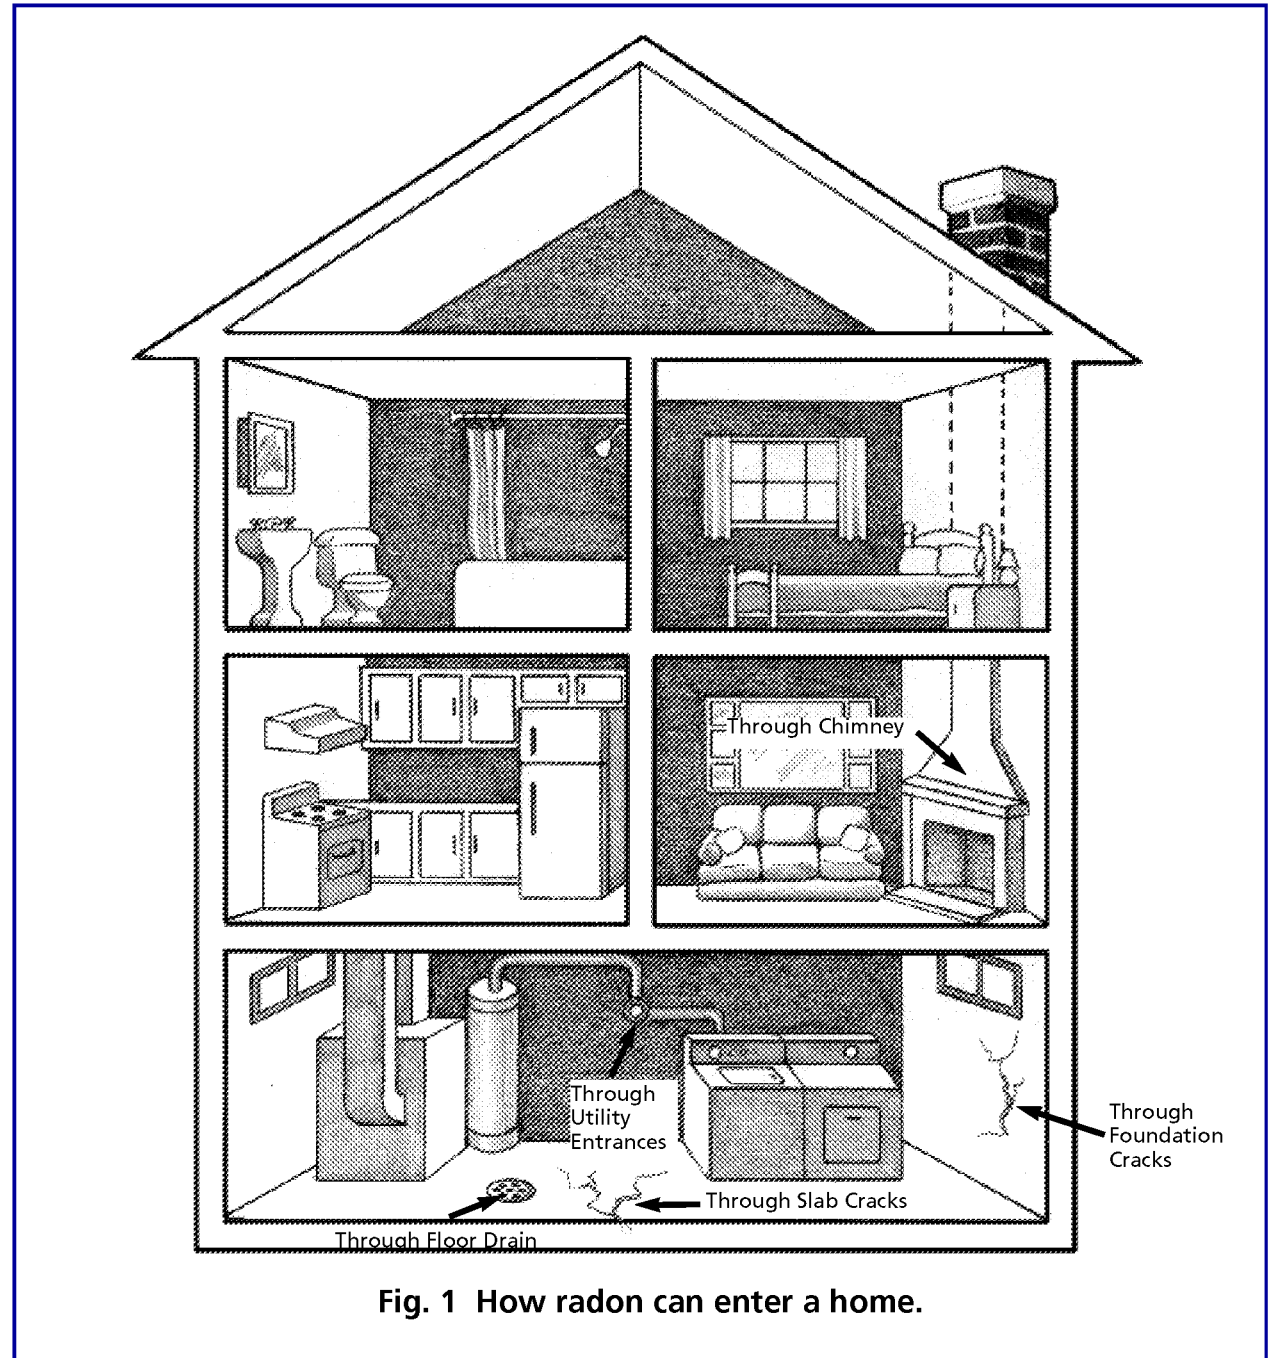 Through Chimney
Through
Utility
Entrances
Through
Foundation
Cracks
Through Slab Cracks
Through Floor Drain
Fig. 1 How radon can enter a home.